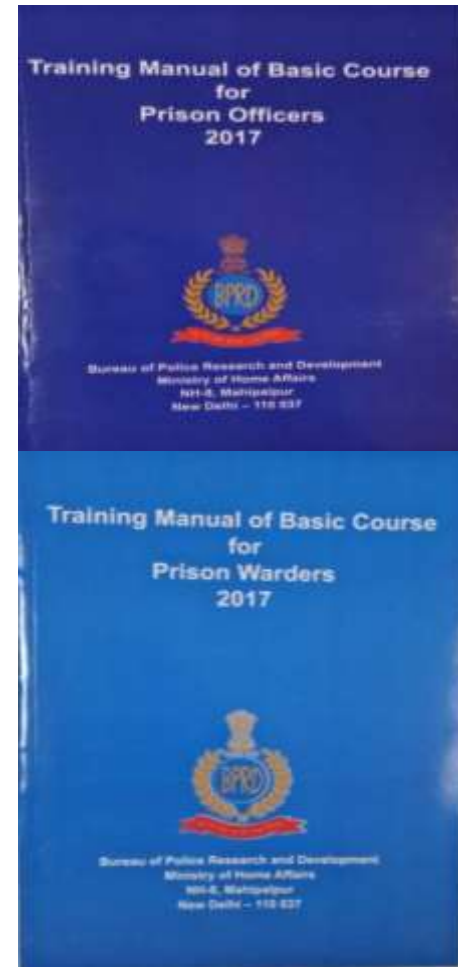 Training Manual of Basic Course
for
Prison Officers
2017
BPRD
Bureau of Police Research and Development
Ministry of Home Affairs
NH-8, Mahipalpur
New Delhi – 110 037
Training Manual of Basic Course
for
Prison Warders
2017
BPRD
Bureau of Police Research and Development
Ministry of Home Affairs
NH-8, Mahipalpur
New Delhi – 110 037